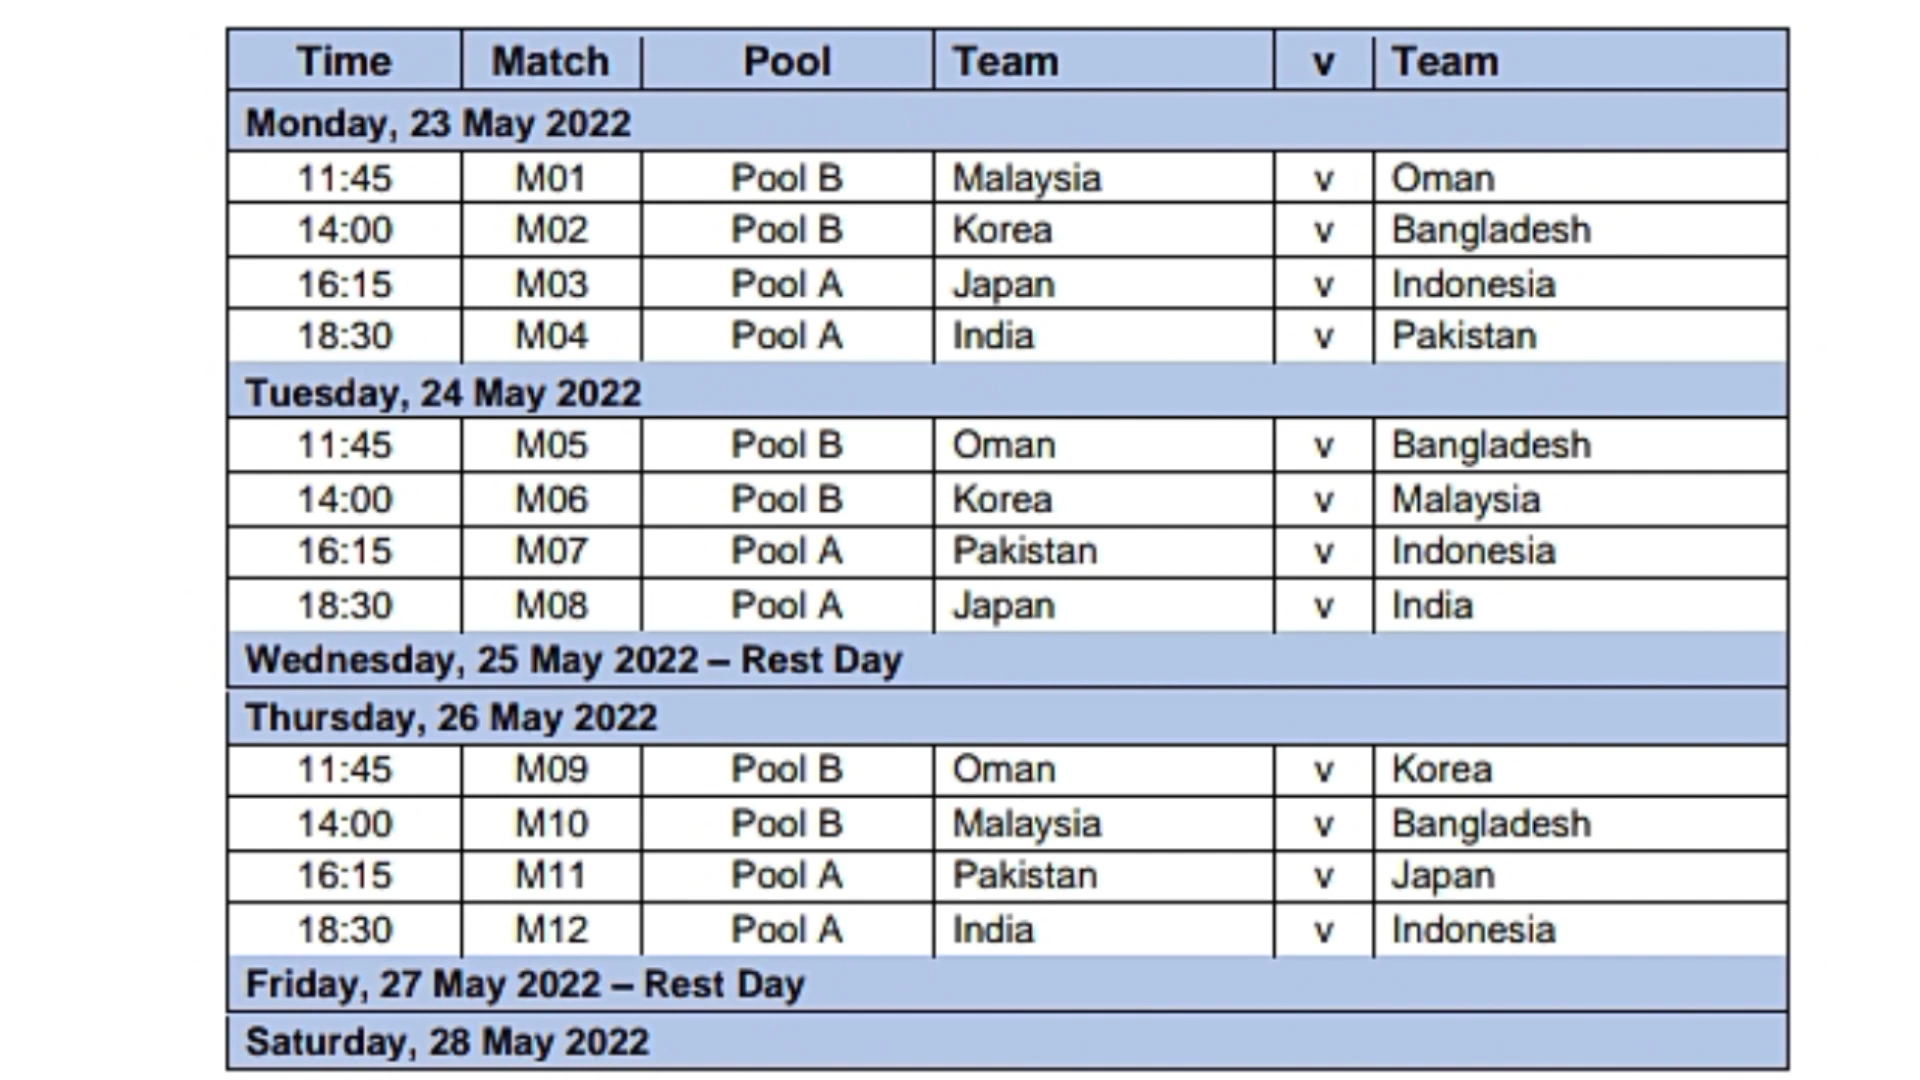 Time Match Pool Team v Team
Monday, 23 May 2022
11:45 M01 Pool B Malaysia v Oman
14:00 M02 Pool B Korea v Bangladesh
16:15 M03 Pool A Japan v Indonesia
18:30 M04 Pool A India v Pakistan
Tuesday, 24 May 2022
11:45 M05 Pool B Oman v Bangladesh
14:00 M06 Pool B Korea v Malaysia
16:15 M07 Pool A Pakistan v Indonesia
18:30 M08 Pool A Japan v India
Wednesday, 25 May 2022 – Rest Day
Thursday, 26 May 2022
11:45 M09 Pool B Oman v Korea
14:00 M10 Pool B Malaysia v Bangladesh
16:15 M11 Pool A Pakistan v Japan
18:30 M12 Pool A India v Indonesia
Friday, 27 May 2022 – Rest Day
Saturday, 28 May 2022